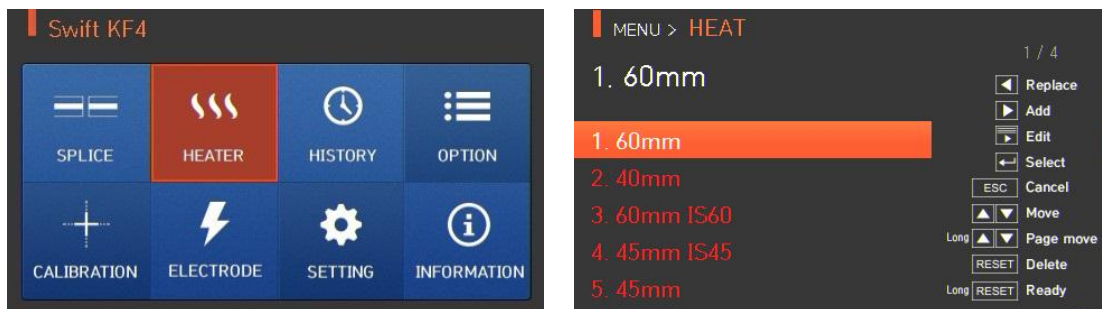 Swift KF4
SPLICE
HEATER
HISTORY
OPTION
CALIBRATION
ELECTRODE
SETTING
INFORMATION
MENU > HEAT
1 / 4
1. 60mm
1. 60mm
2. 40mm
3. 60mm IS60
4. 45mm IS45
5. 45mm
Replace
Add
Edit
Select
ESC Cancel
Move
Long Page move
RESET Delete
Long RESET Ready